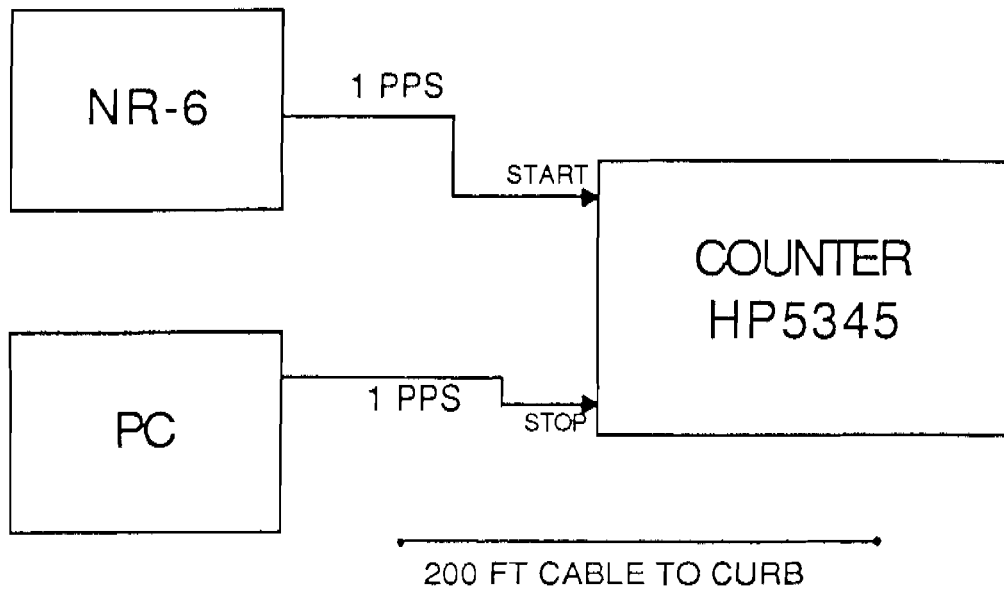 NR-6
1 PPS
START
COUNTER
HP5345
PC
1 PPS
STOP
200 FT CABLE TO CURB